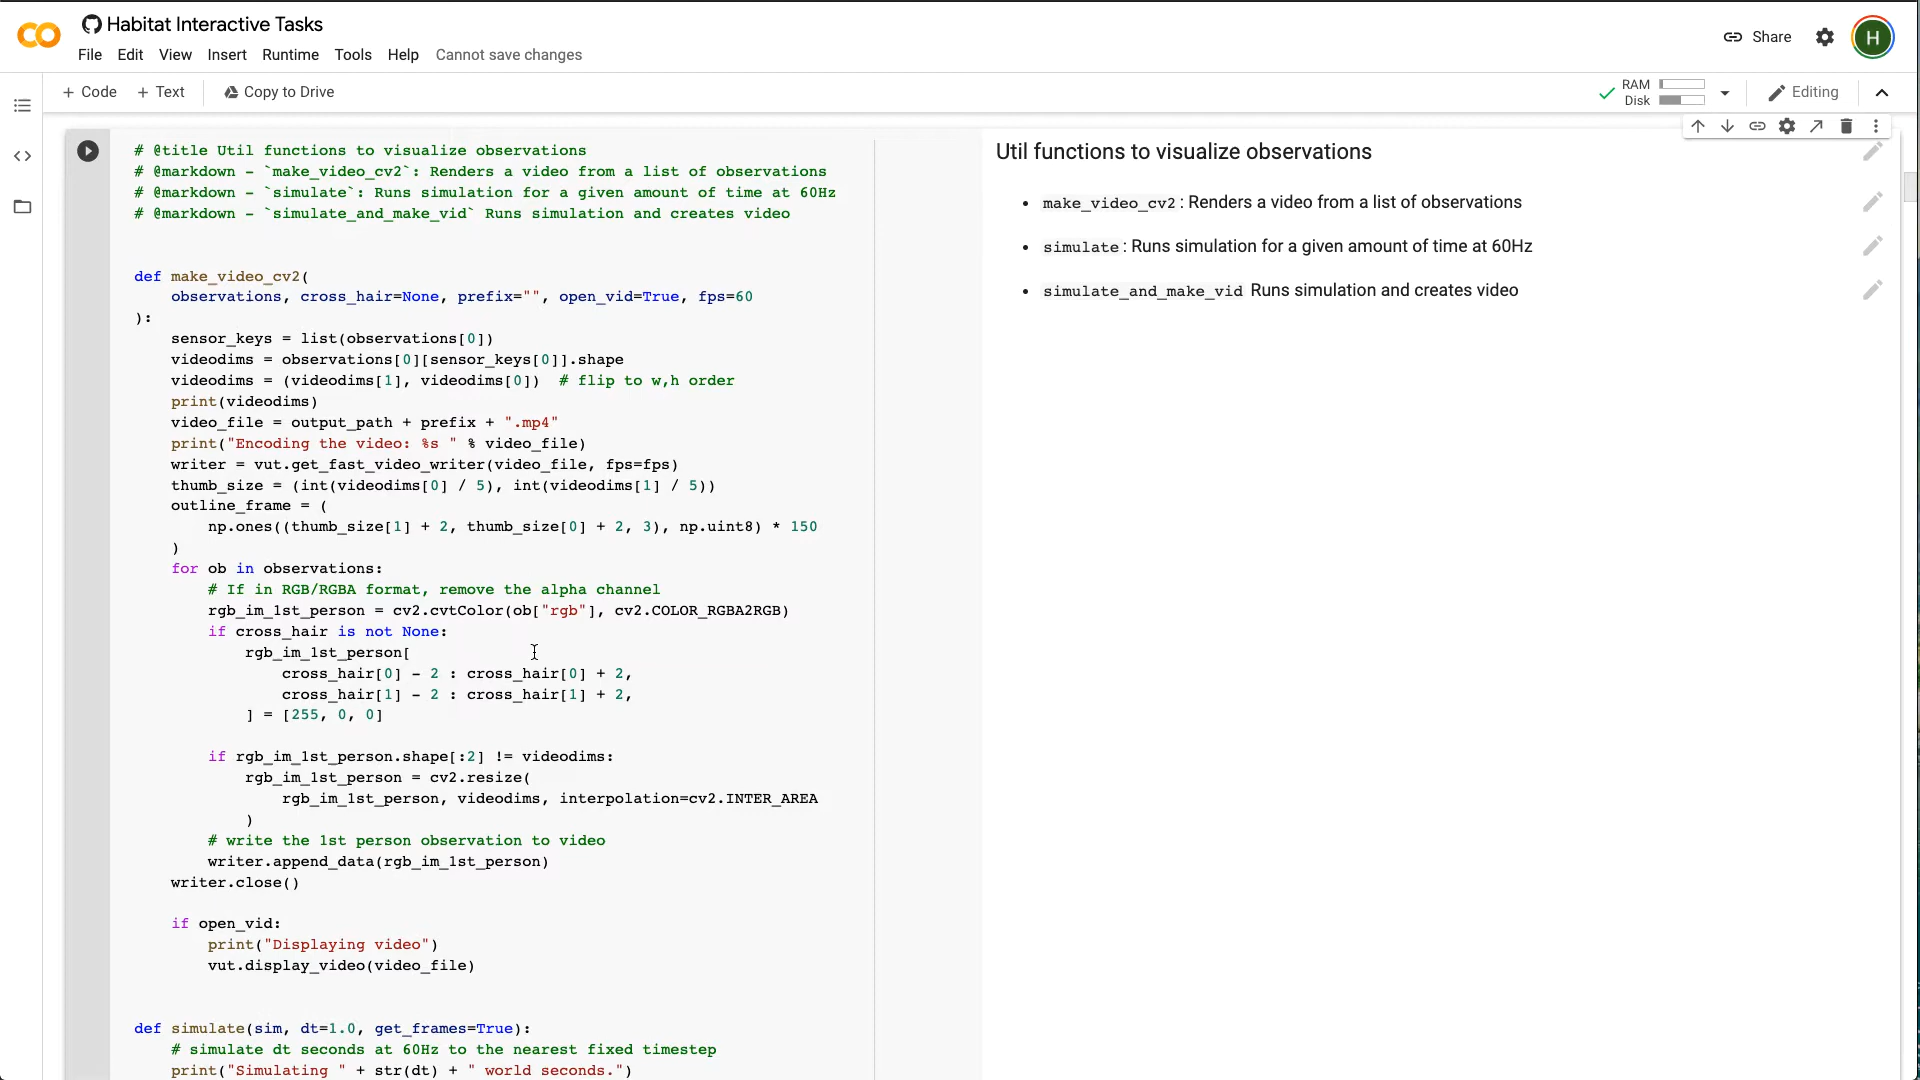 Habitat Interactive Tasks
File Edit View Insert Runtime Tools Help Cannot save changes
Share
H
+ Code + Text Copy to Drive
RAM
Disk
Editing
# @title Util functions to visualize observations
# @markdown - `make_video_cv2`: Renders a video from a list of observations
# @markdown - `simulate`: Runs simulation for a given amount of time at 60Hz
# @markdown - `simulate_and_make_vid` Runs simulation and creates video
def make_video_cv2(
    observations, cross_hair=None, prefix="", open_vid=True, fps=60
):
    sensor_keys = list(observations[0])
    videodims = observations[0][sensor_keys[0]].shape
    videodims = (videodims[1], videodims[0])  # flip to w,h order
    print(videodims)
    video_file = output_path + prefix + ".mp4"
    print("Encoding the video: %s " % video_file)
    writer = vut.get_fast_video_writer(video_file, fps=fps)
    thumb_size = (int(videodims[0] / 5), int(videodims[1] / 5))
    outline_frame = (
        np.ones((thumb_size[1] + 2, thumb_size[0] + 2, 3), np.uint8) * 150
    )
    for ob in observations:
        # If in RGB/RGBA format, remove the alpha channel
        rgb_im_1st_person = cv2.cvtColor(ob["rgb"], cv2.COLOR_RGBA2RGB)
        if cross_hair is not None:
            rgb_im_1st_person[
                cross_hair[0] - 2 : cross_hair[0] + 2,
                cross_hair[1] - 2 : cross_hair[1] + 2,
            ] = [255, 0, 0]
        if rgb_im_1st_person.shape[:2] != videodims:
            rgb_im_1st_person = cv2.resize(
                rgb_im_1st_person, videodims, interpolation=cv2.INTER_AREA
            )
        # write the 1st person observation to video
        writer.append_data(rgb_im_1st_person)
    writer.close()
    if open_vid:
        print("Displaying video")
        vut.display_video(video_file)
def simulate(sim, dt=1.0, get_frames=True):
    # simulate dt seconds at 60Hz to the nearest fixed timestep
    print("Simulating " + str(dt) + " world seconds.")
Util functions to visualize observations
• make_video_cv2 : Renders a video from a list of observations
• simulate : Runs simulation for a given amount of time at 60Hz
• simulate_and_make_vid Runs simulation and creates video